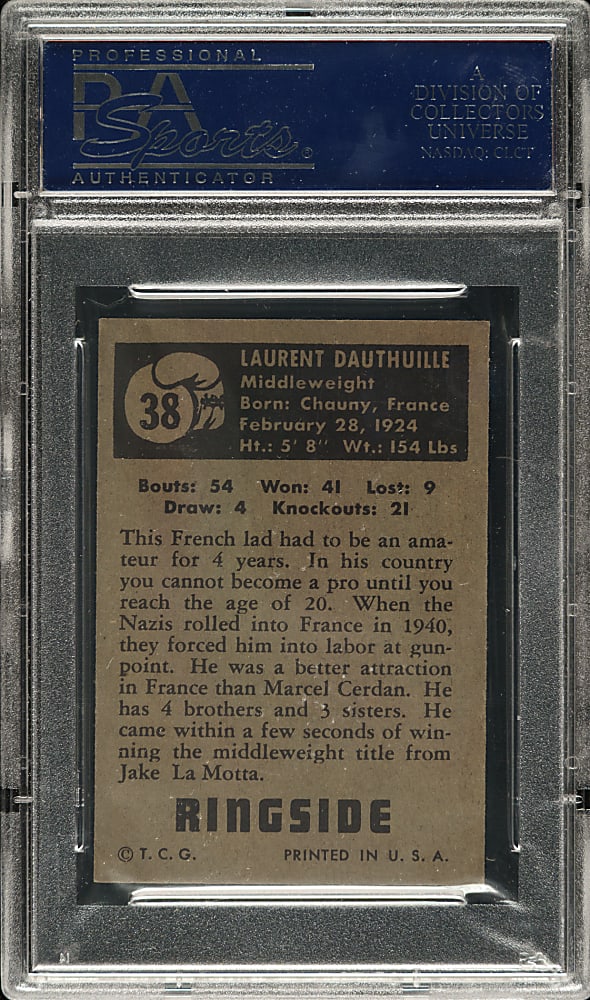 PROFESSIONAL
PSA
Sports®
AUTHENTICATOR
A
DIVISION OF
COLLECTORS
UNIVERSE
NASDAQ: CLCT
38
LAURENT DAUTHUILLE
Middleweight
Born: Chauny, France
February 28, 1924
Ht.: 5' 8" Wt.: 154 Lbs
Bouts: 54 Won: 41 Lost: 9
Draw: 4 Knockouts: 21
This French lad had to be an ama-
teur for 4 years. In his country
you cannot become a pro until you
reach the age of 20. When the
Nazis rolled into France in 1940,
they forced him into labor at gun-
point. He was a better attraction
in France than Marcel Cerdan. He
has 4 brothers and 3 sisters. He
came within a few seconds of win-
ning the middleweight title from
Jake La Motta.
RINGSIDE
© T. C. G. PRINTED IN U. S. A.